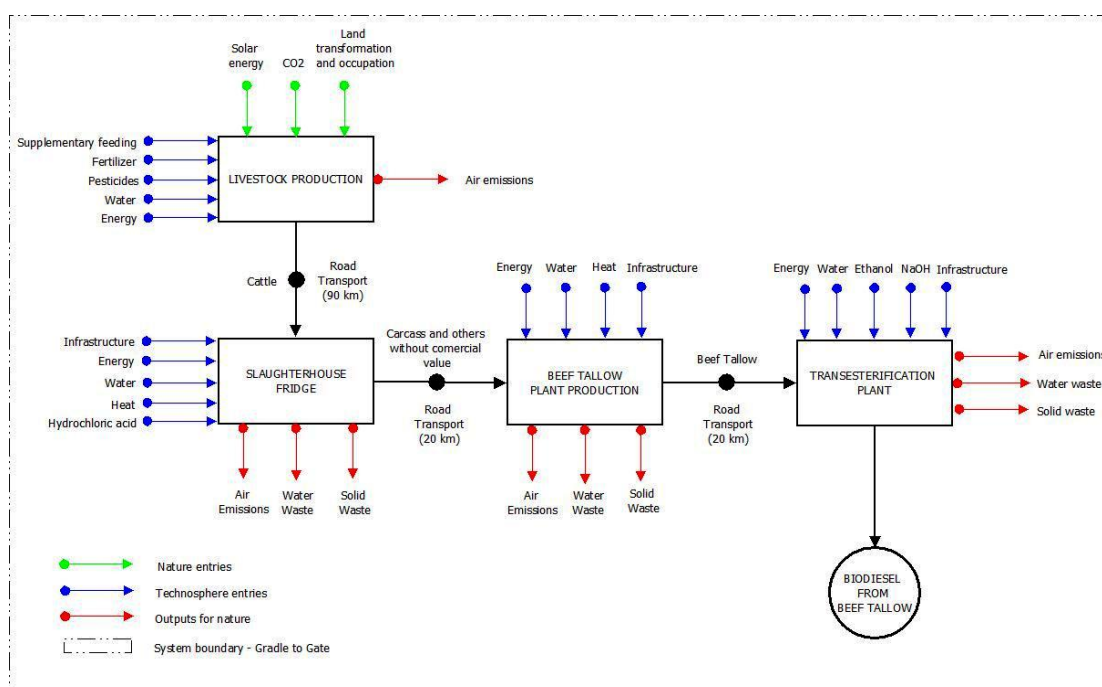 Solar
energy
CO2
Land
transformation
and occupation
Supplementary feeding
Fertilizer
Pesticides
Water
Energy
LIVESTOCK PRODUCTION
Air emissions
Cattle
Road
Transport
(90 km)
Infrastructure
Energy
Water
Heat
Hydrochloric acid
SLAUGHTERHOUSE
FRIDGE
Air
Emissions
Water
Waste
Solid
Waste
Carcass and others
without comercial
value
Road
Transport
(20 km)
Energy
Water
Heat
Infrastructure
BEEF TALLOW
PLANT PRODUCTION
Air
Emissions
Water
Waste
Solid
Waste
Beef Tallow
Road
Transport
(20 km)
Energy
Water
Ethanol
NaOH
Infrastructure
TRANSESTERIFICATION
PLANT
Air emissions
Water waste
Solid waste
BIODIESEL
FROM
BEEF TALLOW
Nature entries
Technosphere entries
Outputs for nature
System boundary - Gradle to Gate